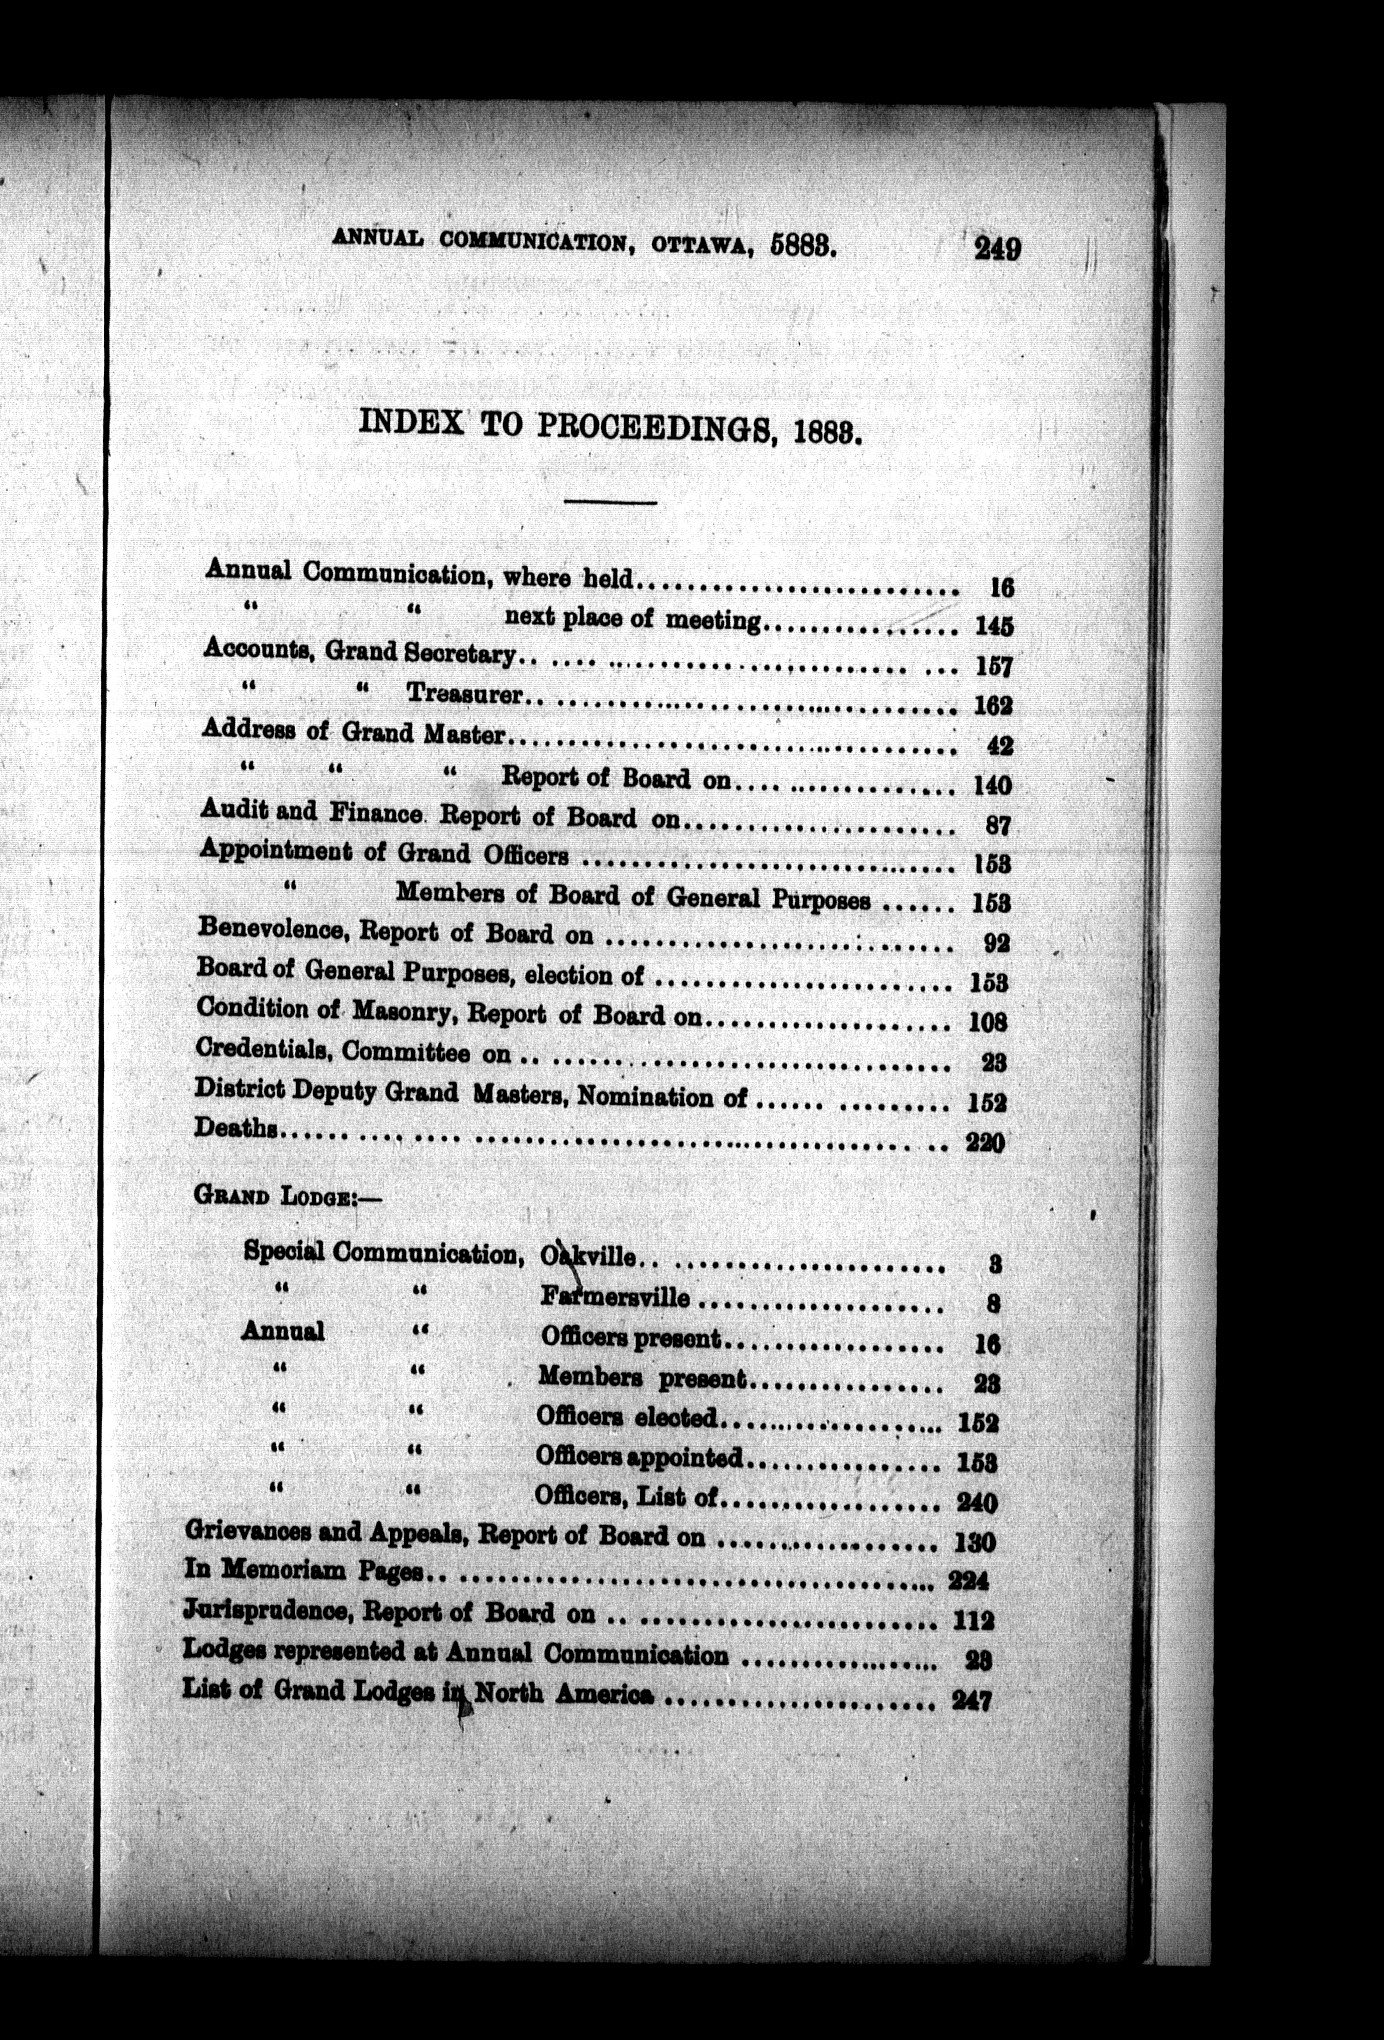 ANNUAL COMMUNICATION, OTTAWA, 5883. 249
INDEX TO PROCEEDINGS, 1883.
Annual Communication, where held.......................... 16
“ “ next place of meeting................ 145
Accounts, Grand Secretary.. .... .......................... ... 157
“ “ Treasurer.. ................................. 162
Address of Grand Master.................................... 42
“ “ “ Report of Board on.... .............. 140
Audit and Finance Report of Board on...................... 87
Appointment of Grand Officers .............................. 153
“ Members of Board of General Purposes ...... 153
Benevolence, Report of Board on ............................ 92
Board of General Purposes, election of ........................ 153
Condition of Masonry, Report of Board on.................... 108
Credentials, Committee on .. ................................ 23
District Deputy Grand Masters, Nomination of ...... ......... 152
Deaths...... .... .... .................................... .. 220
GRAND LODGE:—
Special Communication, Oakville.. ...................... 3
“ “ Farmersville .................... 8
Annual “ Officers present.................. 16
“ “ Members present................ 23
“ “ Officers elected.................. 152
“ “ Officers appointed................ 153
“ “ Officers, List of.................. 240
Grievances and Appeals, Report of Board on .................. 130
In Memoriam Pages.. ...................................... 224
Jurisprudence, Report of Board on .. ........................ 112
Lodges represented at Annual Communication ................ 23
List of Grand Lodges in North America ...................... 247